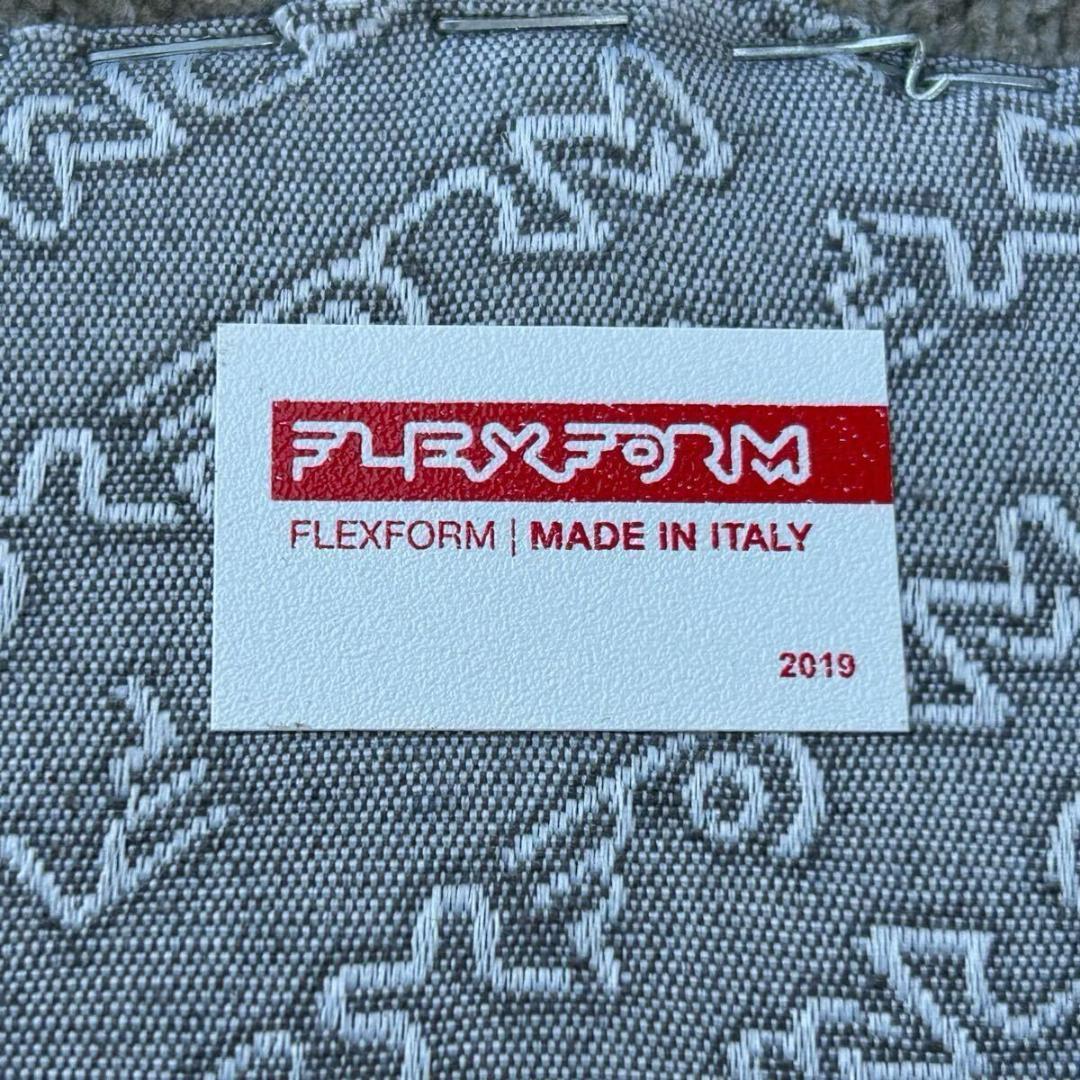 FLEXFORM
FLEXFORM | MADE IN ITALY
2019